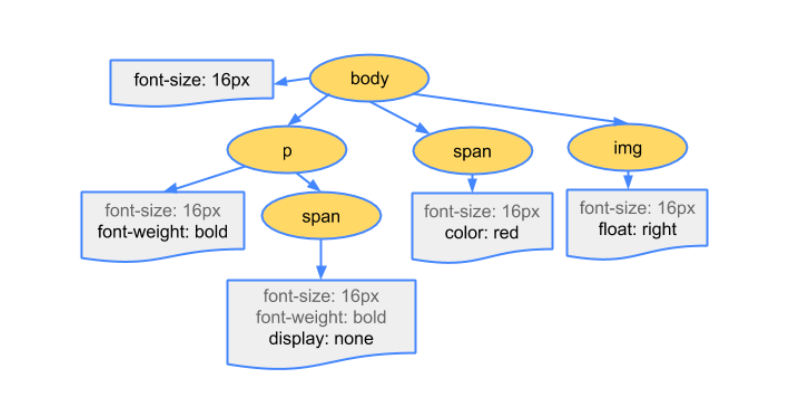 font-size: 16px
body
p
span
img
font-size: 16px
font-weight: bold
span
font-size: 16px
color: red
font-size: 16px
float: right
font-size: 16px
font-weight: bold
display: none